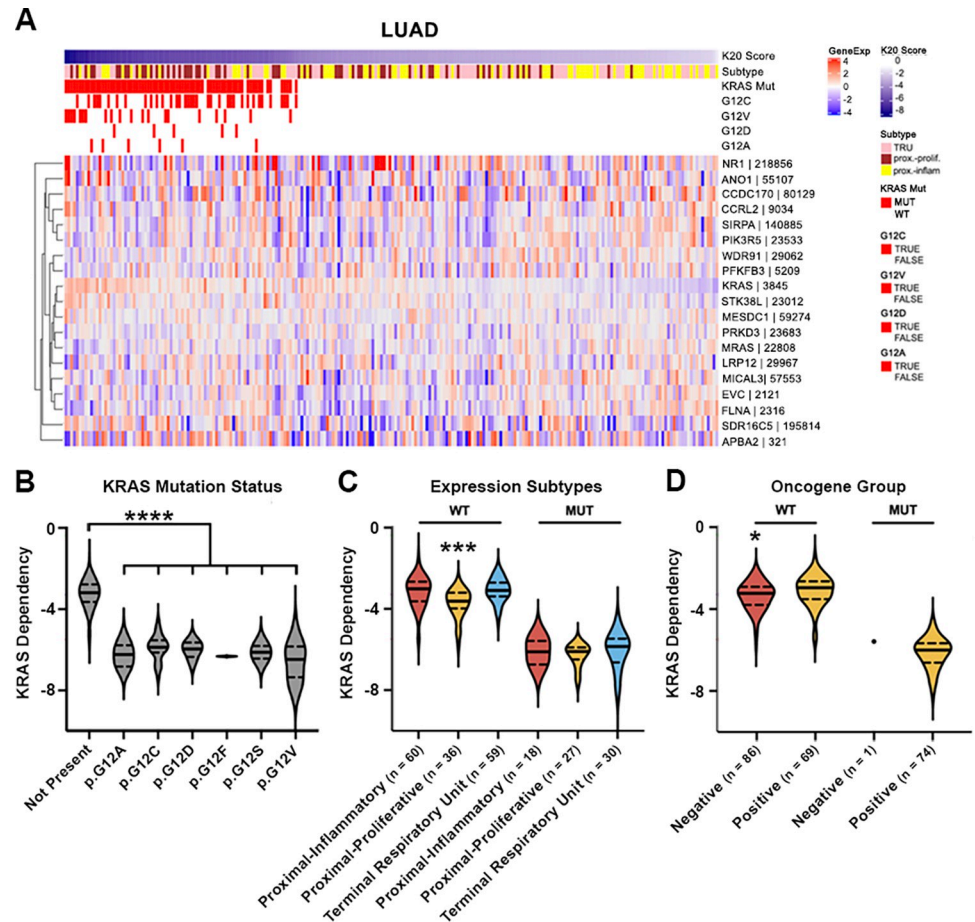 A
LUAD
K20 Score
Subtype
KRAS Mut
G12C
G12V
G12D
G12A
NR1 | 218856
ANO1 | 55107
CCDC170 | 80129
CCRL2 | 9034
SIRPA | 140885
PIK3R5 | 23533
WDR91 | 29062
PFKFB3 | 5209
KRAS | 3845
STK38L | 23012
MESDC1 | 59274
PRKD3 | 23683
MRAS | 22808
LRP12 | 29967
MICAL3| 57553
EVC | 2121
FLNA | 2316
SDR16C5 | 195814
APBA2 | 321
GeneExp
4
2
0
-2
-4
K20 Score
0
-2
-4
-6
-8
Subtype
TRU
prox.-prolif.
prox.-inflam
KRAS Mut
MUT
WT
G12C
TRUE
FALSE
G12V
TRUE
FALSE
G12D
TRUE
FALSE
G12A
TRUE
FALSE
B
KRAS Mutation Status
****
KRAS Dependency
0
-4
-8
Not Present
p.G12A
p.G12C
p.G12D
p.G12F
p.G12S
p.G12V
C
Expression Subtypes
WT
MUT
***
KRAS Dependency
0
-4
-8
Proximal-Inflammatory (n = 60)
Proximal-Proliferative (n = 36)
Terminal Respiratory Unit (n = 59)
Proximal-Inflammatory (n = 18)
Proximal-Proliferative (n = 27)
Terminal Respiratory Unit (n = 30)
D
Oncogene Group
WT
MUT
*
KRAS Dependency
0
-4
-8
Negative (n = 86)
Positive (n = 69)
Negative (n = 1)
Positive (n = 74)